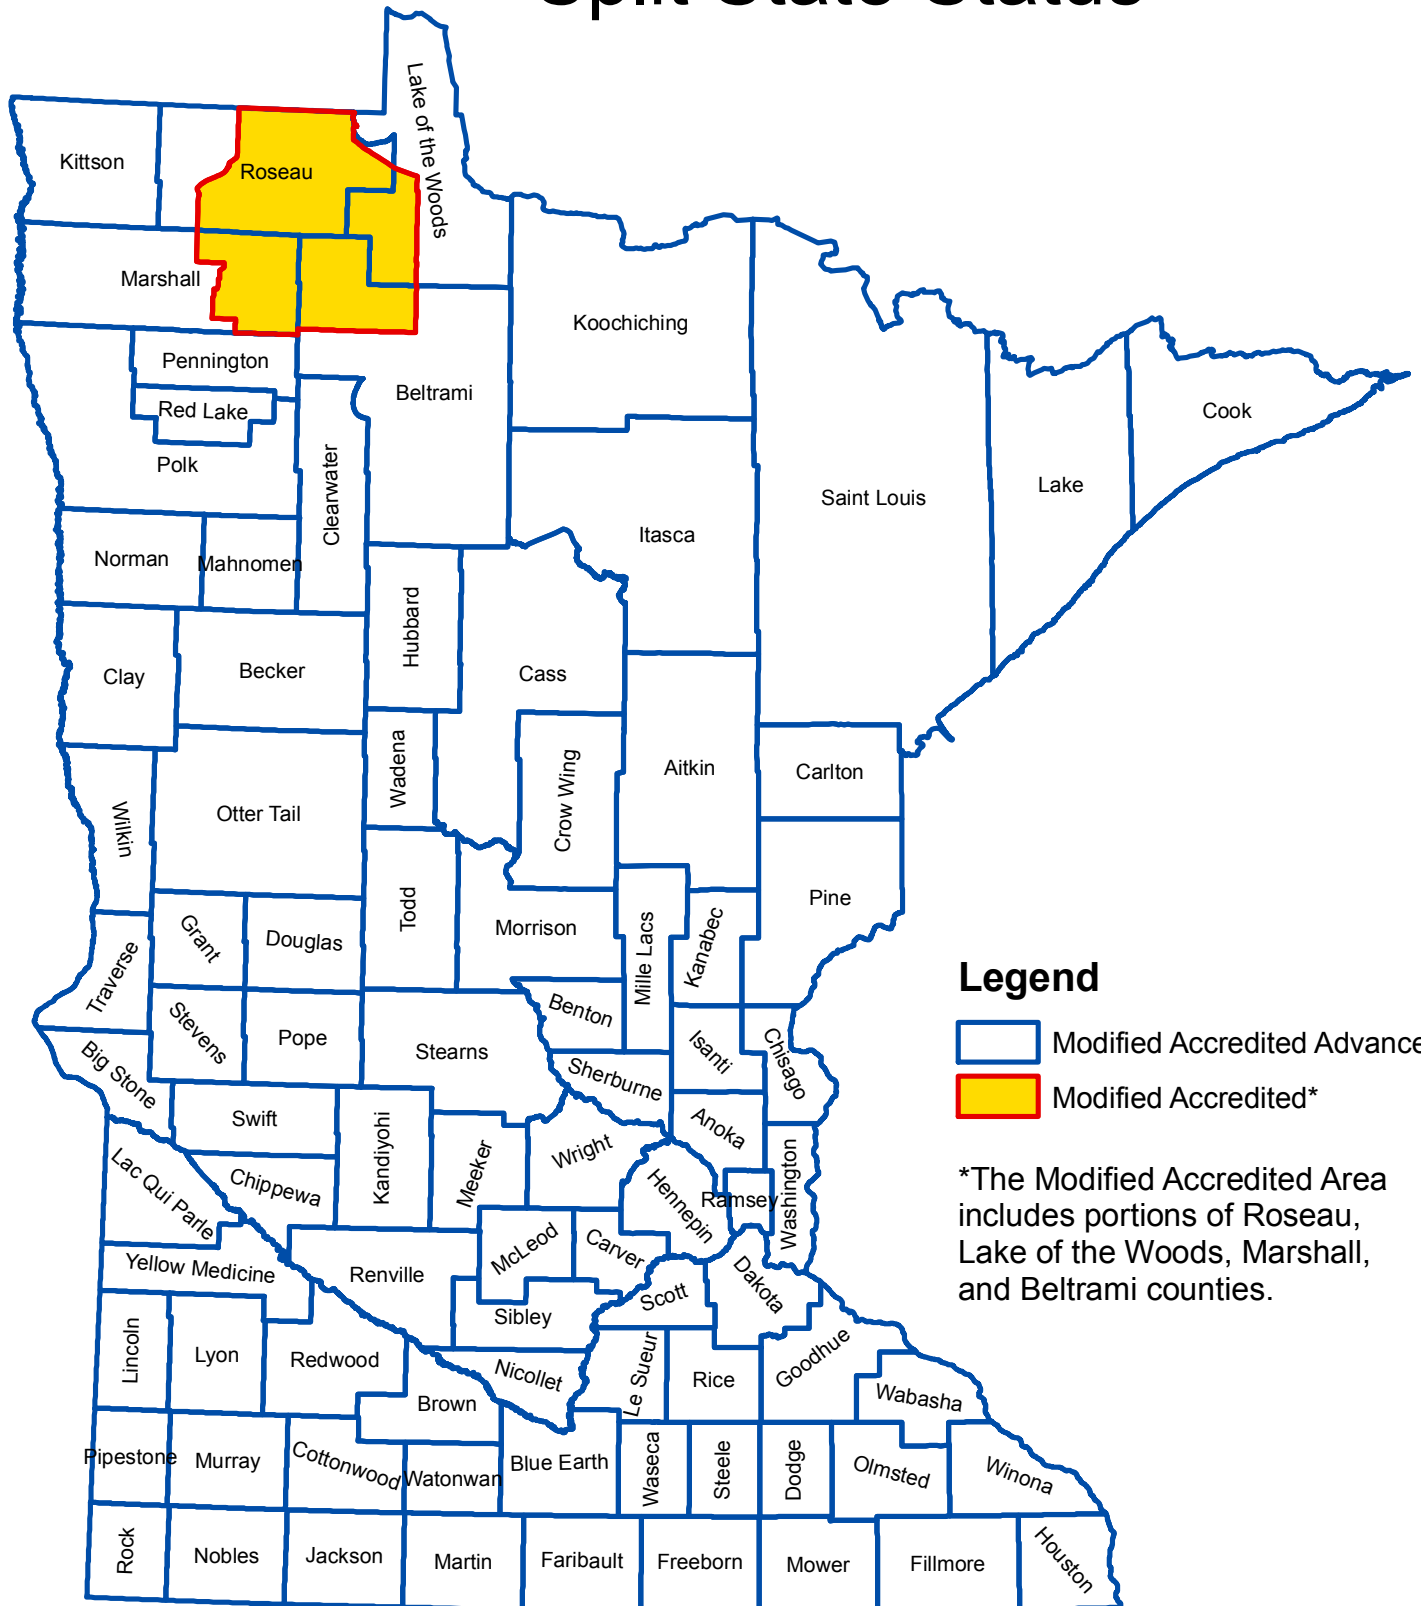 Split State Status
Lake of the Woods
Kittson
Roseau
Marshall
Koochiching
Pennington
Beltrami
Red Lake
Cook
Polk
Clearwater
Saint Louis
Lake
Itasca
Norman
Mahnomen
Hubbard
Clay
Becker
Cass
Wadena
Crow Wing
Aitkin
Carlton
Wilkin
Otter Tail
Todd
Pine
Grant
Douglas
Morrison
Mille Lacs
Kanabec
Traverse
Benton
Stevens
Pope
Stearns
Isanti
Chisago
Big Stone
Sherburne
Swift
Kandiyohi
Anoka
Wright
Meeker
Lac Qui Parle
Chippewa
Hennepin
Ramsey
Washington
McLeod
Carver
Yellow Medicine
Renville
Dakota
Scott
Sibley
Lincoln
Lyon
Redwood
Nicollet
Le Sueur
Rice
Goodhue
Brown
Wabasha
Pipestone
Murray
Cottonwood
Watonwan
Blue Earth
Waseca
Steele
Dodge
Olmsted
Winona
Rock
Nobles
Jackson
Martin
Faribault
Freeborn
Mower
Fillmore
Houston
Legend
Modified Accredited Advance
Modified Accredited*
*The Modified Accredited Area
includes portions of Roseau,
Lake of the Woods, Marshall,
and Beltrami counties.